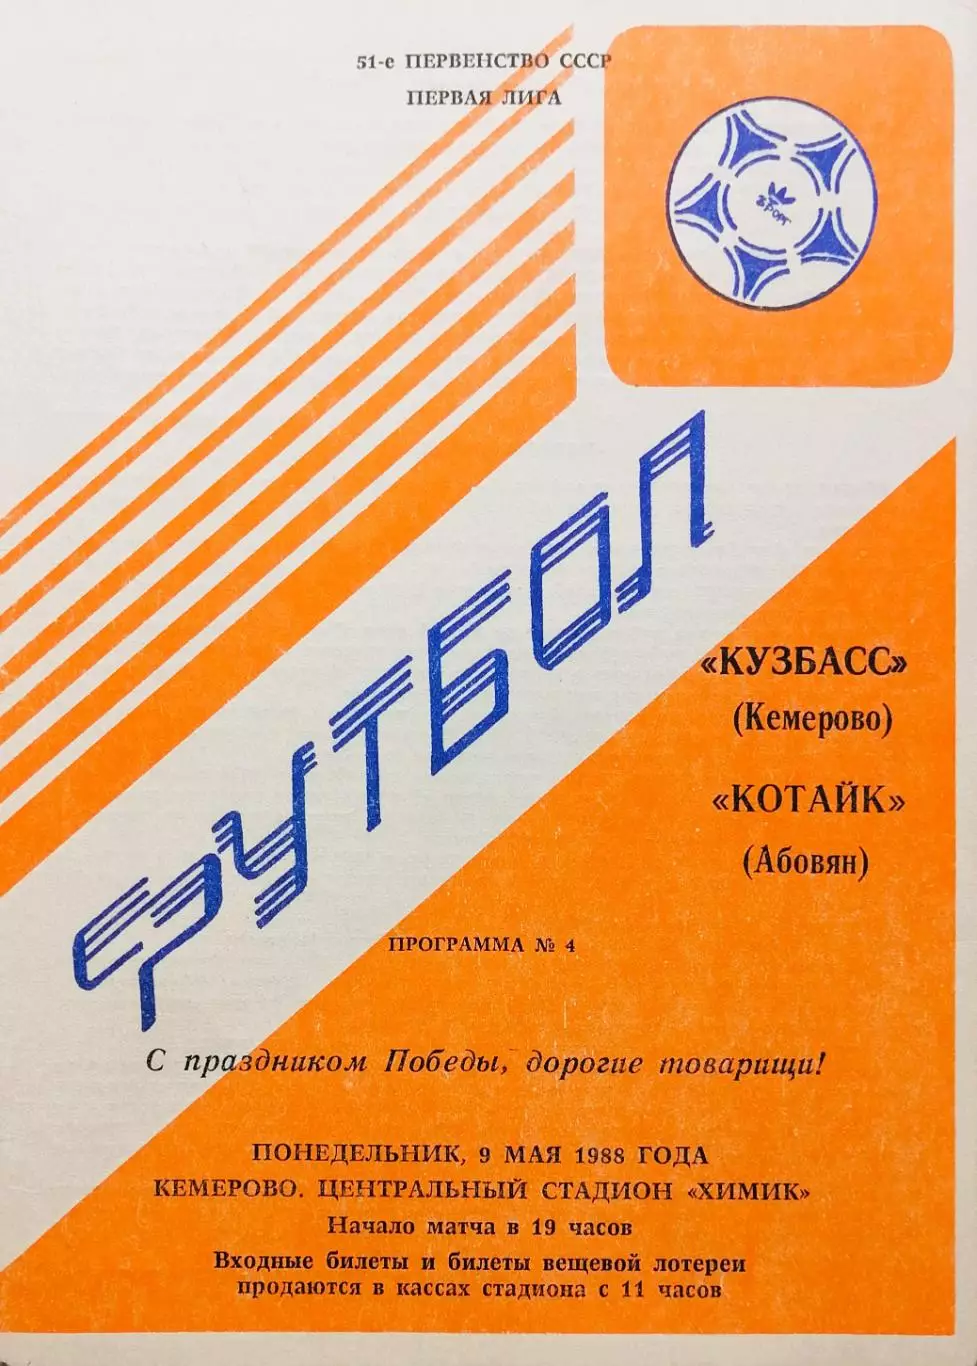 51-е ПЕРВЕНСТВО СССР
ПЕРВАЯ ЛИГА
СПОРТ
ФУТБОЛ
«КУЗБАСС»
(Кемерово)
«КОТАЙК»
(Абовян)
ПРОГРАММА № 4
С праздником Победы, дорогие товарищи!
ПОНЕДЕЛЬНИК, 9 МАЯ 1988 ГОДА
КЕМЕРОВО. ЦЕНТРАЛЬНЫЙ СТАДИОН «ХИМИК»
Начало матча в 19 часов
Входные билеты и билеты вещевой лотереи
продаются в кассах стадиона с 11 часов